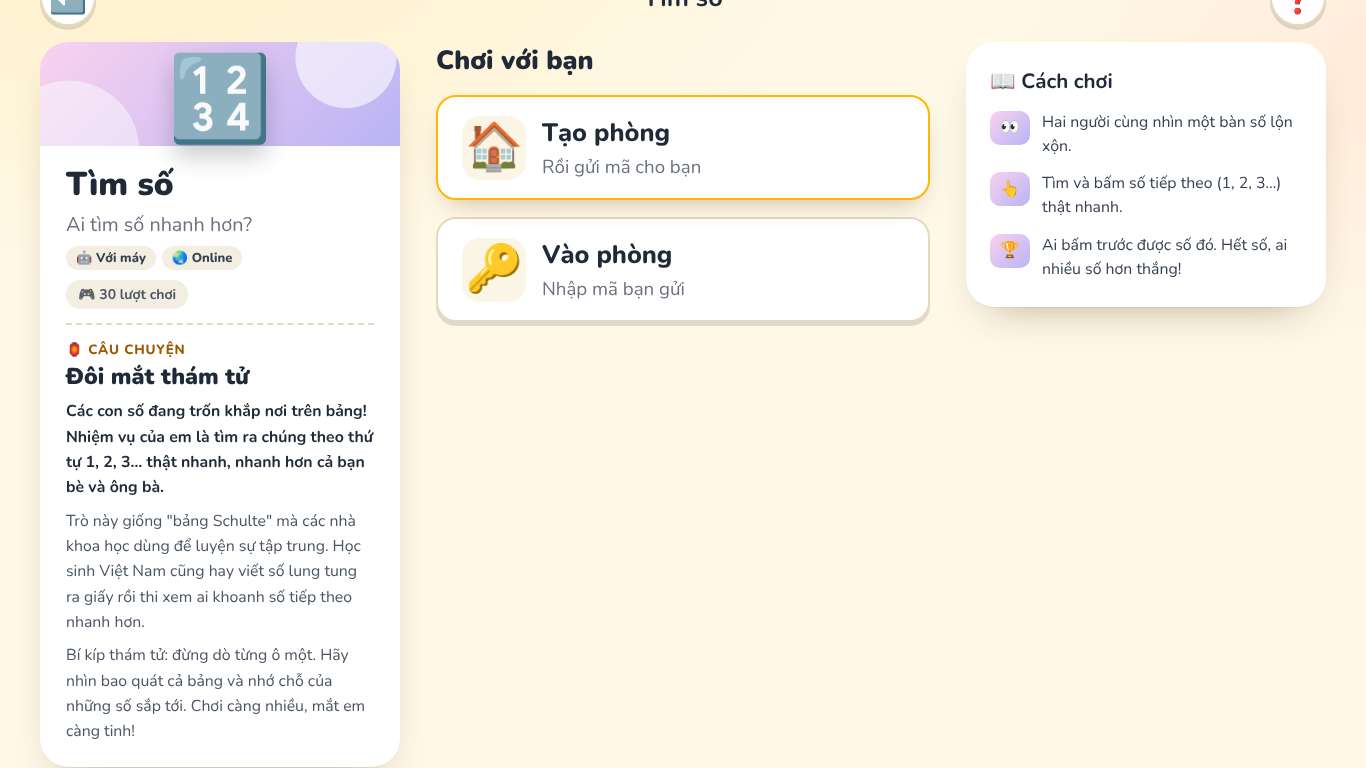 Tìm số
1 2
3 4
Tìm số
Ai tìm số nhanh hơn?
Với máy
Online
30 lượt chơi
CÂU CHUYỆN
Đôi mắt thám tử
Các con số đang trốn khắp nơi trên bảng!
Nhiệm vụ của em là tìm ra chúng theo thứ
tự 1, 2, 3... thật nhanh, nhanh hơn cả bạn
bè và ông bà.
Trò này giống "bảng Schulte" mà các nhà
khoa học dùng để luyện sự tập trung. Học
sinh Việt Nam cũng hay viết số lung tung
ra giấy rồi thi xem ai khoanh số tiếp theo
nhanh hơn.
Bí kíp thám tử: đừng dò từng ô một. Hãy
nhìn bao quát cả bảng và nhớ chỗ của
những số sắp tới. Chơi càng nhiều, mắt em
càng tinh!
Chơi với bạn
Tạo phòng
Rồi gửi mã cho bạn
Vào phòng
Nhập mã bạn gửi
Cách chơi
Hai người cùng nhìn một bàn số lộn
xộn.
Tìm và bấm số tiếp theo (1, 2, 3...)
thật nhanh.
Ai bấm trước được số đó. Hết số, ai
nhiều số hơn thắng!